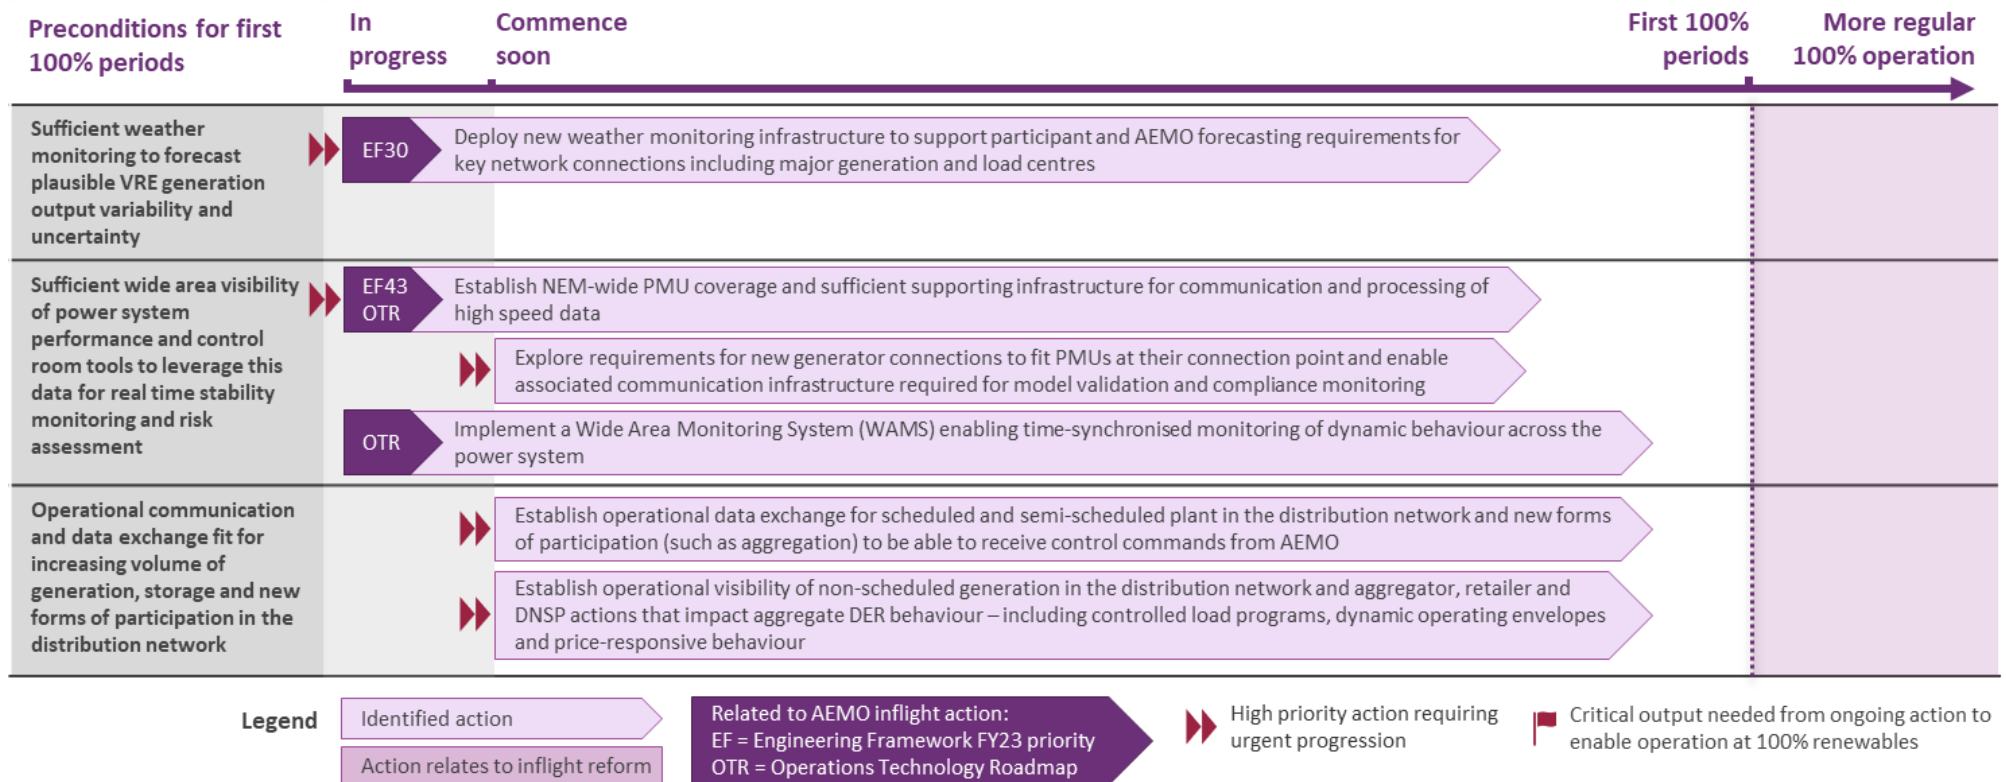 Preconditions for first
100% periods
In
progress
Commence
soon
First 100%
periods
More regular
100% operation
Sufficient weather
monitoring to forecast
plausible VRE generation
output variability and
uncertainty
EF30
Deploy new weather monitoring infrastructure to support participant and AEMO forecasting requirements for
key network connections including major generation and load centres
Sufficient wide area visibility
of power system
performance and control
room tools to leverage this
data for real time stability
monitoring and risk
assessment
EF43
OTR
Establish NEM-wide PMU coverage and sufficient supporting infrastructure for communication and processing of
high speed data
Explore requirements for new generator connections to fit PMUs at their connection point and enable
associated communication infrastructure required for model validation and compliance monitoring
OTR
Implement a Wide Area Monitoring System (WAMS) enabling time-synchronised monitoring of dynamic behaviour across the
power system
Operational communication
and data exchange fit for
increasing volume of
generation, storage and new
forms of participation in the
distribution network
Establish operational data exchange for scheduled and semi-scheduled plant in the distribution network and new forms
of participation (such as aggregation) to be able to receive control commands from AEMO
Establish operational visibility of non-scheduled generation in the distribution network and aggregator, retailer and
DNSP actions that impact aggregate DER behaviour – including controlled load programs, dynamic operating envelopes
and price-responsive behaviour
Legend
Identified action
Action relates to inflight reform
Related to AEMO inflight action:
EF = Engineering Framework FY23 priority
OTR = Operations Technology Roadmap
High priority action requiring
urgent progression
Critical output needed from ongoing action to
enable operation at 100% renewables